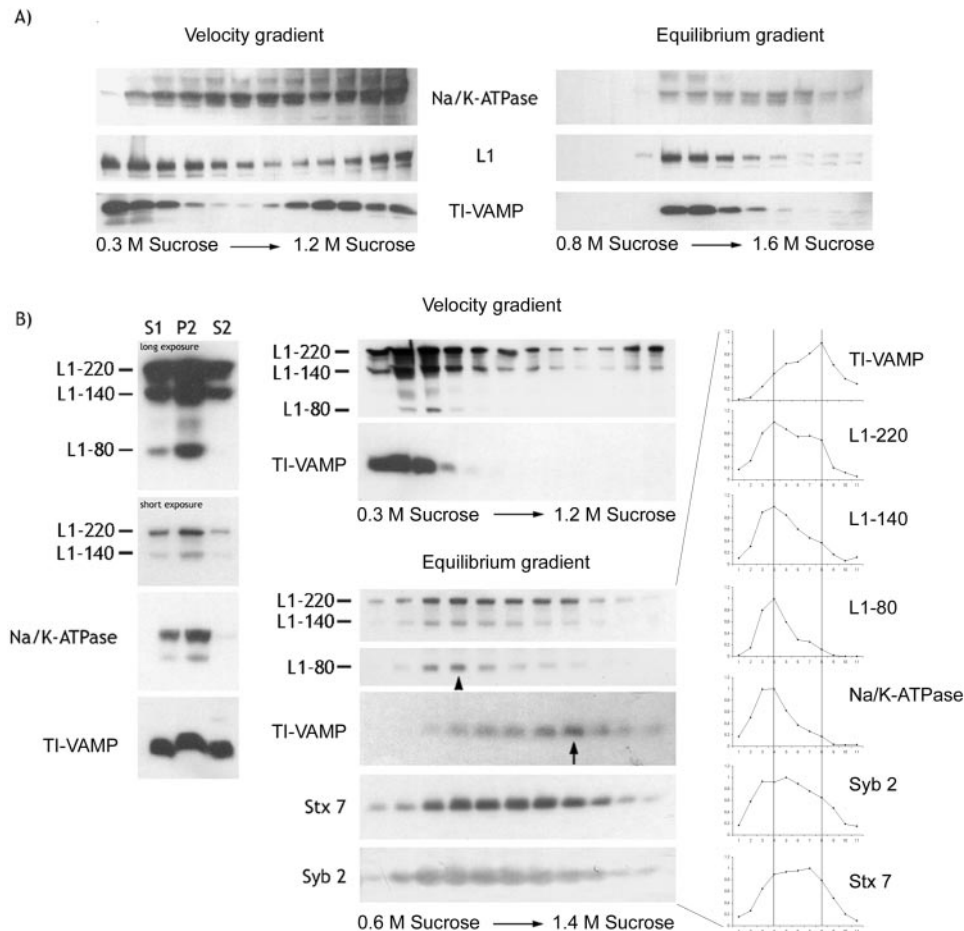 A)
Velocity gradient
Equilibrium gradient
Na/K-ATPase
L1
TI-VAMP
0.3 M Sucrose → 1.2 M Sucrose
0.8 M Sucrose → 1.6 M Sucrose
B)
S1 P2 S2
long exposure
L1-220
L1-140
L1-80
short exposure
L1-220
L1-140
Na/K-ATPase
TI-VAMP
Velocity gradient
L1-220
L1-140
L1-80
TI-VAMP
0.3 M Sucrose → 1.2 M Sucrose
Equilibrium gradient
L1-220
L1-140
L1-80
TI-VAMP
Stx 7
Syb 2
0.6 M Sucrose → 1.4 M Sucrose
TI-VAMP
L1-220
L1-140
L1-80
Na/K-ATPase
Syb 2
Stx 7